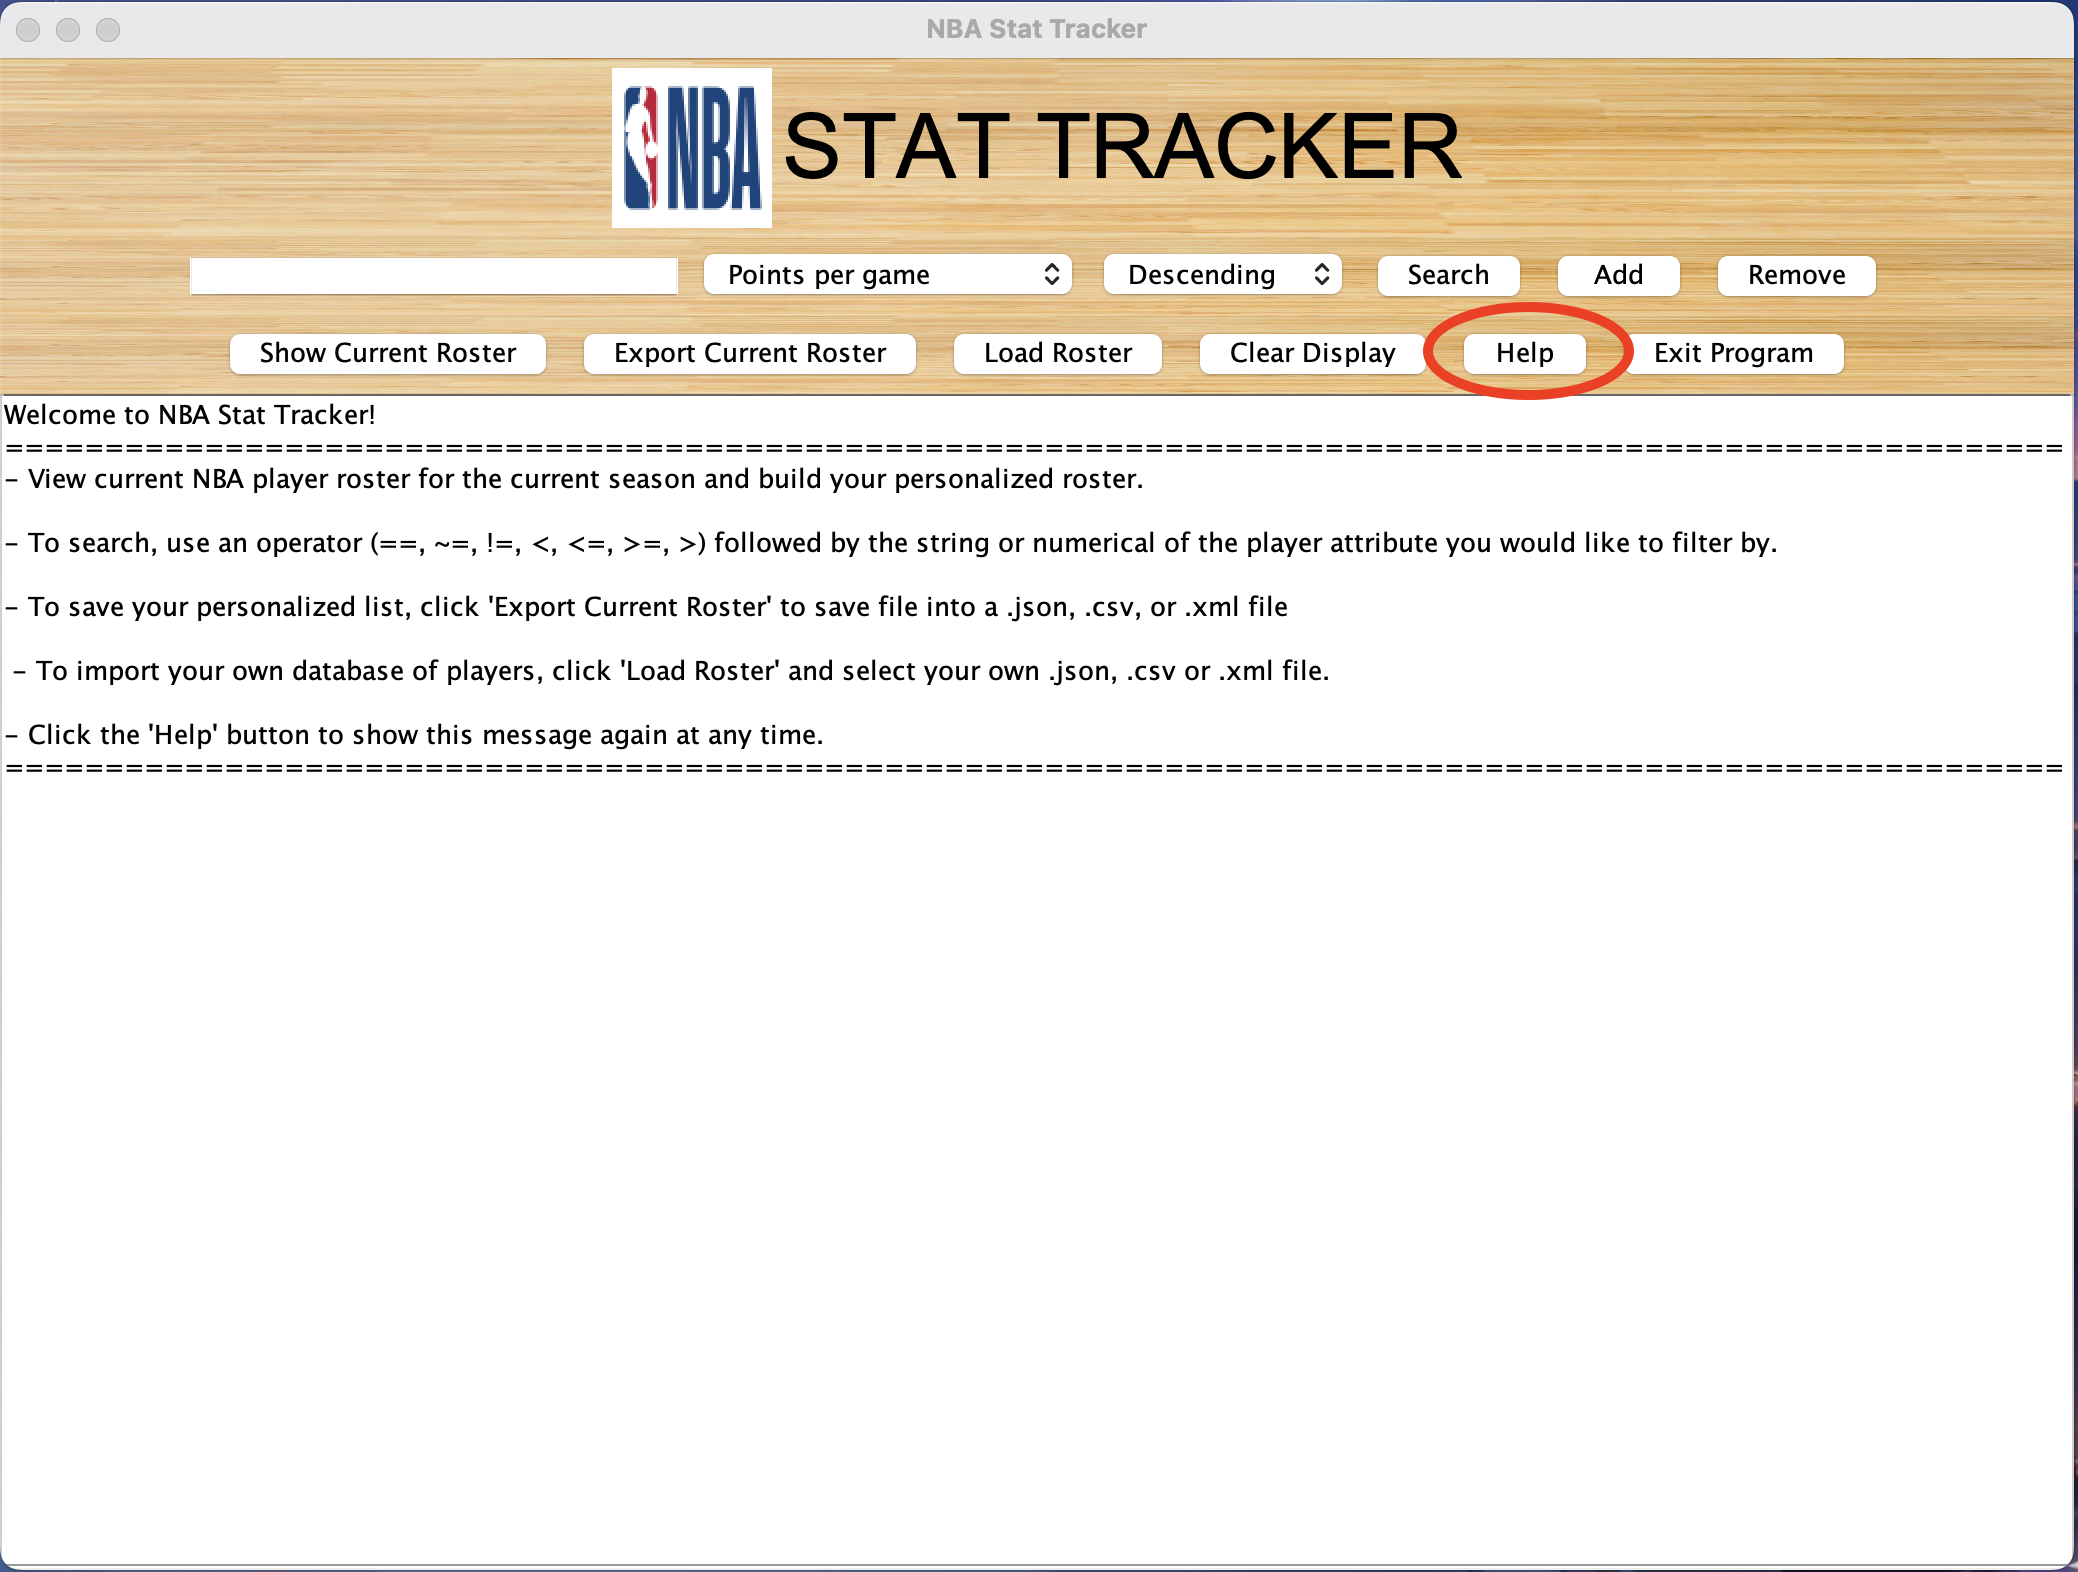 NBA Stat Tracker
NBA STAT TRACKER
Points per game Descending Search Add Remove
Show Current Roster Export Current Roster Load Roster Clear Display Help Exit Program
Welcome to NBA Stat Tracker!
=======================================================================================================
- View current NBA player roster for the current season and build your personalized roster.
- To search, use an operator (==, ~=, !=, <, <=, >=, >) followed by the string or numerical of the player attribute you would like to filter by.
- To save your personalized list, click 'Export Current Roster' to save file into a .json, .csv, or .xml file
- To import your own database of players, click 'Load Roster' and select your own .json, .csv or .xml file.
- Click the 'Help' button to show this message again at any time.
=======================================================================================================